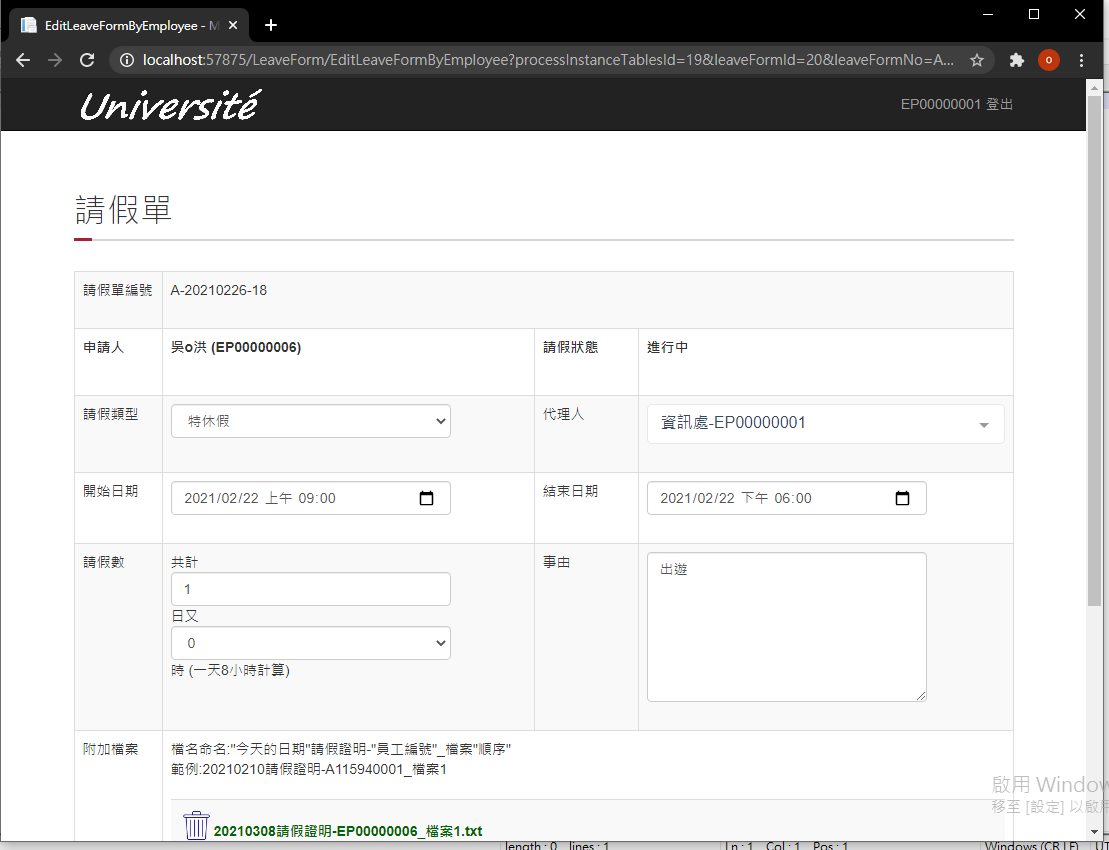 EditLeaveFormByEmployee - M
localhost:57875/LeaveForm/EditLeaveFormByEmployee?processInstanceTablesId=19&leaveFormId=20&leaveFormNo=A...
o
Université
EP00000001 登出
請假單
請假單編號 A-20210226-18
申請人 吳o洪 (EP00000006) 請假狀態 進行中
請假類型 特休假 代理人 資訊處-EP00000001
開始日期 2021/02/22 上午 09:00 結束日期 2021/02/22 下午 06:00
請假數 共計 事由 出遊
1
日又
0
時 (一天8小時計算)
附加檔案 檔名命名:"今天的日期"請假證明-"員工編號"_檔案"順序"
範例:20210210請假證明-A115940001_檔案1
啟用 Window
移至 [設定] 以啟用
20210308請假證明-EP00000006_檔案1.txt
length : 0 lines : 1 Ln : 1 Col : 1 Pos : 1 Windows (CR LF) UT